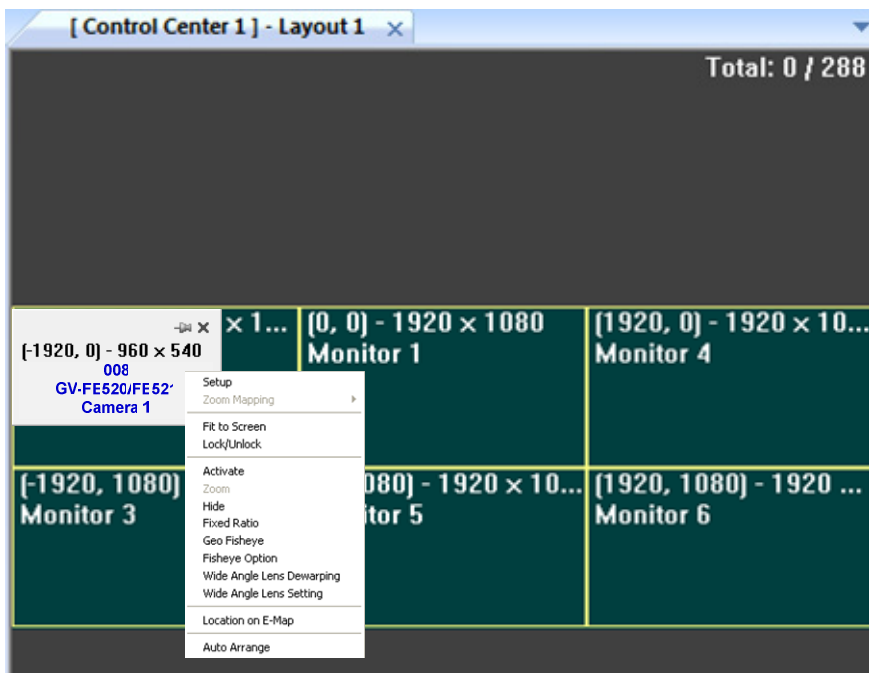 [ Control Center 1 ] - Layout 1
Total: 0 / 288
(-1920, 0) - 960 × 540
008
GV-FE520/FE521
Camera 1
× 1...
(0, 0) - 1920 × 1080
Monitor 1
(1920, 0) - 1920 × 10...
Monitor 4
Setup
Zoom Mapping
Fit to Screen
Lock/Unlock
Activate
Zoom
Hide
Fixed Ratio
Geo Fisheye
Fisheye Option
Wide Angle Lens Dewarping
Wide Angle Lens Setting
Location on E-Map
Auto Arrange
(-1920, 1080)
Monitor 3
080) - 1920 × 10...
itor 5
(1920, 1080) - 1920 ...
Monitor 6